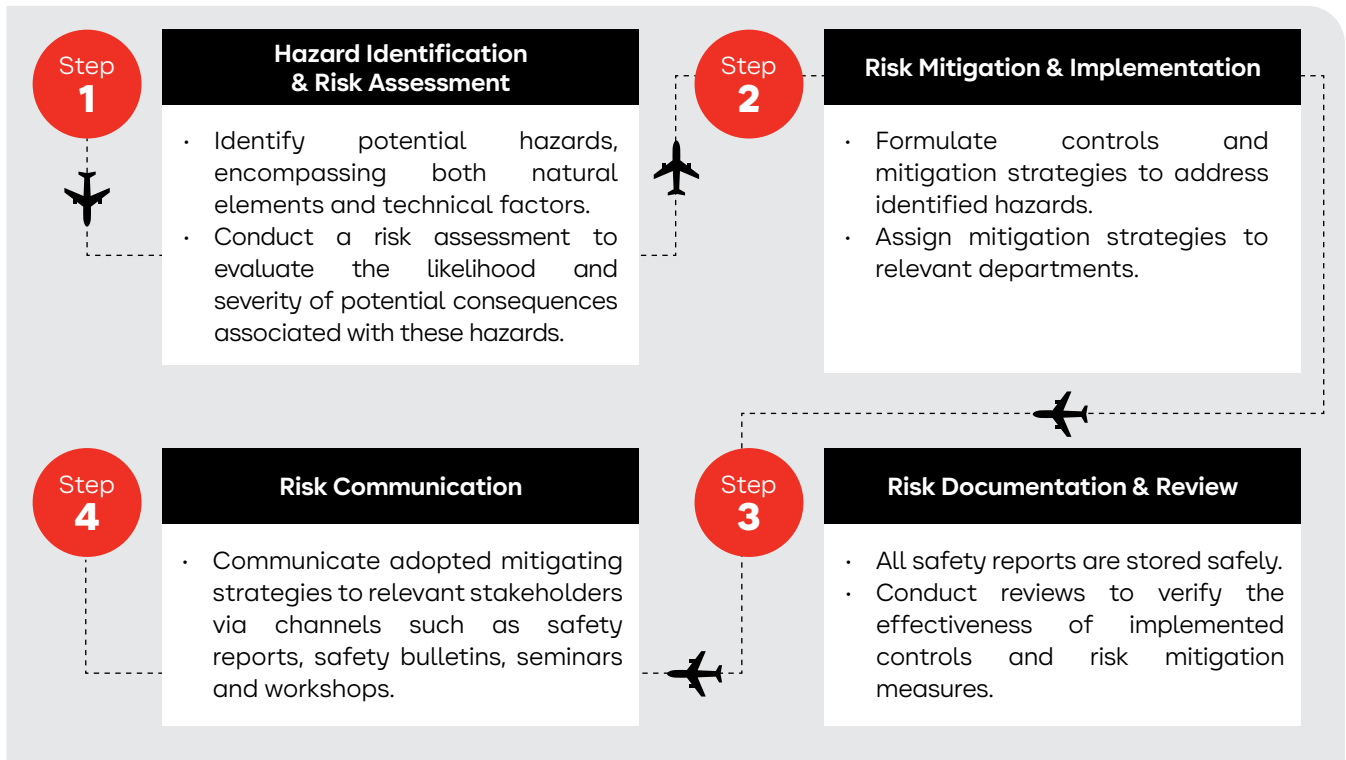 Step
1
Hazard Identification
& Risk Assessment
· Identify potential hazards,
encompassing both natural
elements and technical factors.
· Conduct a risk assessment to
evaluate the likelihood and
severity of potential consequences
associated with these hazards.
Step
2
Risk Mitigation & Implementation
· Formulate controls and
mitigation strategies to address
identified hazards.
· Assign mitigation strategies to
relevant departments.
Step
3
Risk Documentation & Review
· All safety reports are stored safely.
· Conduct reviews to verify the
effectiveness of implemented
controls and risk mitigation
measures.
Step
4
Risk Communication
· Communicate adopted mitigating
strategies to relevant stakeholders
via channels such as safety
reports, safety bulletins, seminars
and workshops.